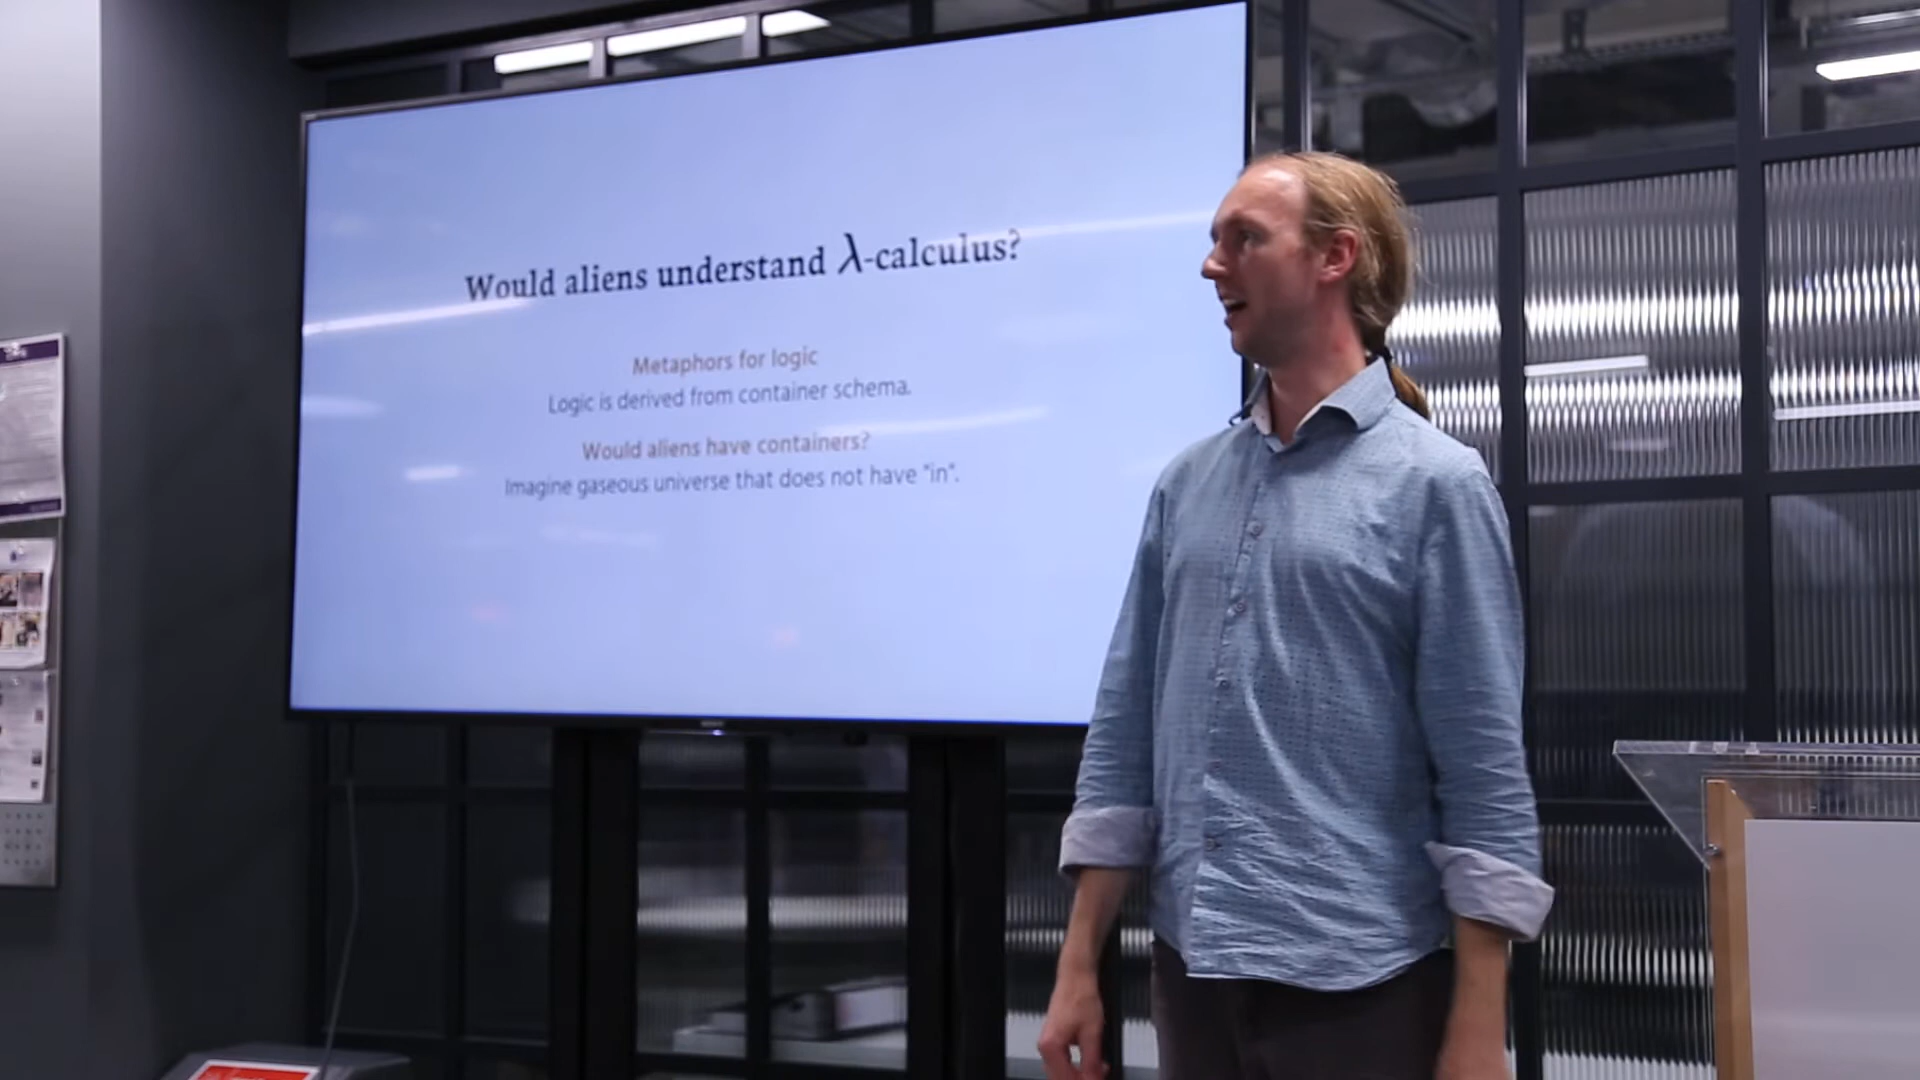 Would aliens understand λ-calculus?
Metaphors for logic
Logic is derived from container schema.
Would aliens have containers?
Imagine gaseous universe that does not have "in".